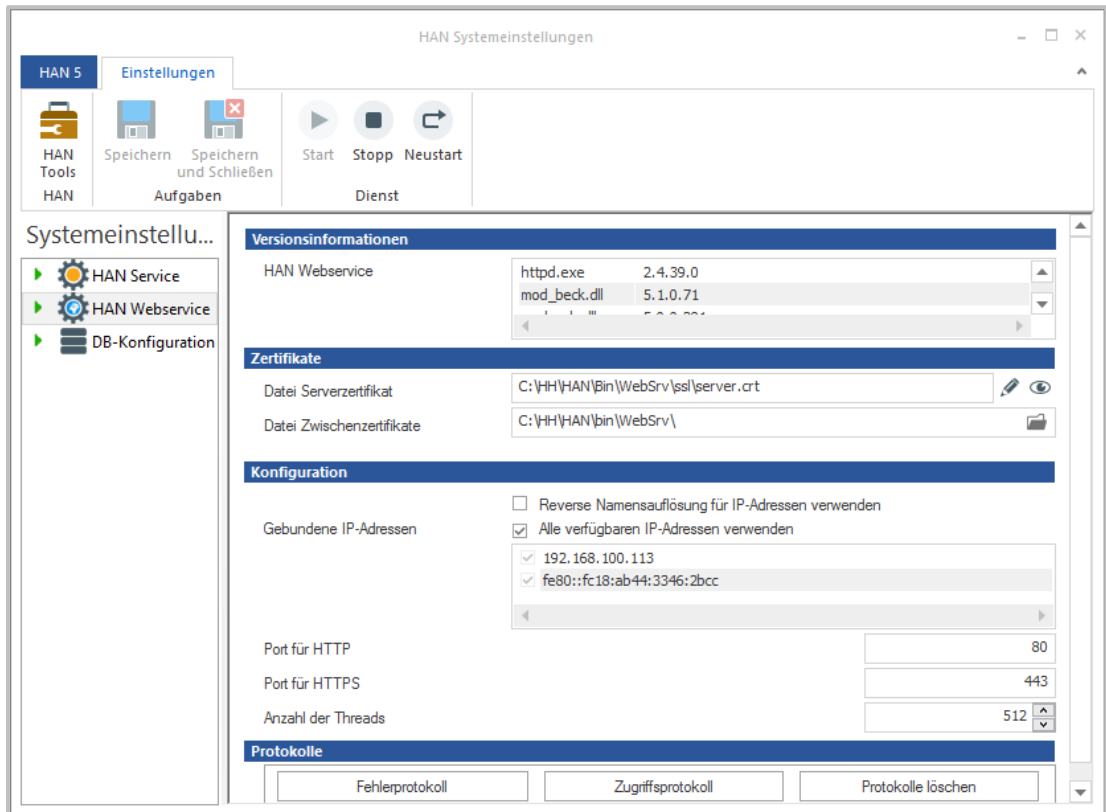 HAN Systemeinstellungen
HAN 5 Einstellungen
HAN Tools
Speichern
Speichern und Schließen
Start
Stopp
Neustart
HAN
Aufgaben
Dienst
Systemeinstellu...
HAN Service
HAN Webservice
DB-Konfiguration
Versionsinformationen
HAN Webservice
httpd.exe 2.4.39.0
mod_beck.dll 5.1.0.71
Zertifikate
Datei Serverzertifikat C:\HH\HAN\Bin\WebSrv\ssl\server.crt
Datei Zwischenzertifikate C:\HH\HAN\bin\WebSrv\
Konfiguration
Reverse Namensauflösung für IP-Adressen verwenden
Gebundene IP-Adressen
Alle verfügbaren IP-Adressen verwenden
192.168.100.113
fe80::fc18:ab44:3346:2bcc
Port für HTTP 80
Port für HTTPS 443
Anzahl der Threads 512
Protokolle
Fehlerprotokoll Zugriffsprotokoll Protokolle löschen